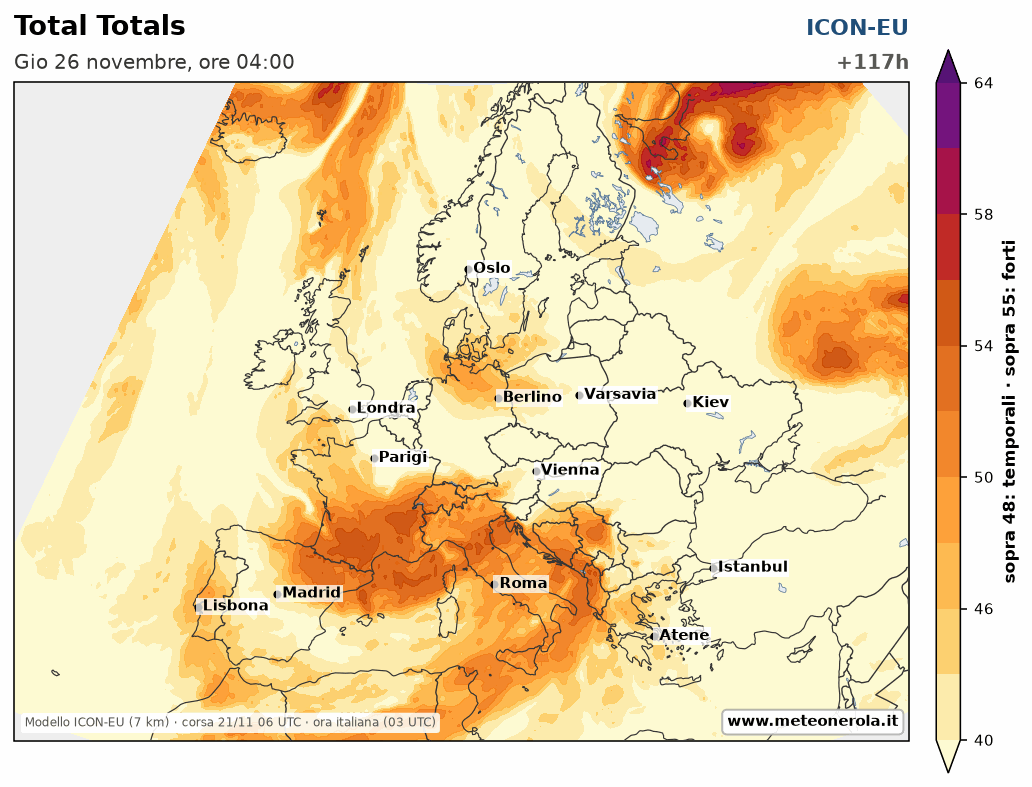 Total Totals
ICON-EU
Gio 26 novembre, ore 04:00
+117h
64
58
54
50
46
40
sopra 48: temporali · sopra 55: forti
Oslo
Berlino
Varsavia
Kiev
Londra
Parigi
Vienna
Istanbul
Madrid
Roma
Lisbona
Atene
Modello ICON-EU (7 km) · corsa 21/11 06 UTC · ora italiana (03 UTC)
www.meteonerola.it